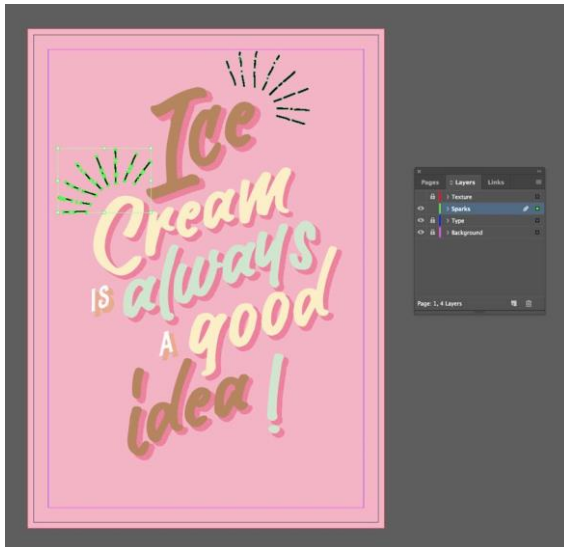 Ice
Cream
IS always
A good
idea!
Pages Layers Links
Texture
Sparks
Type
Background
Page: 1, 4 Layers